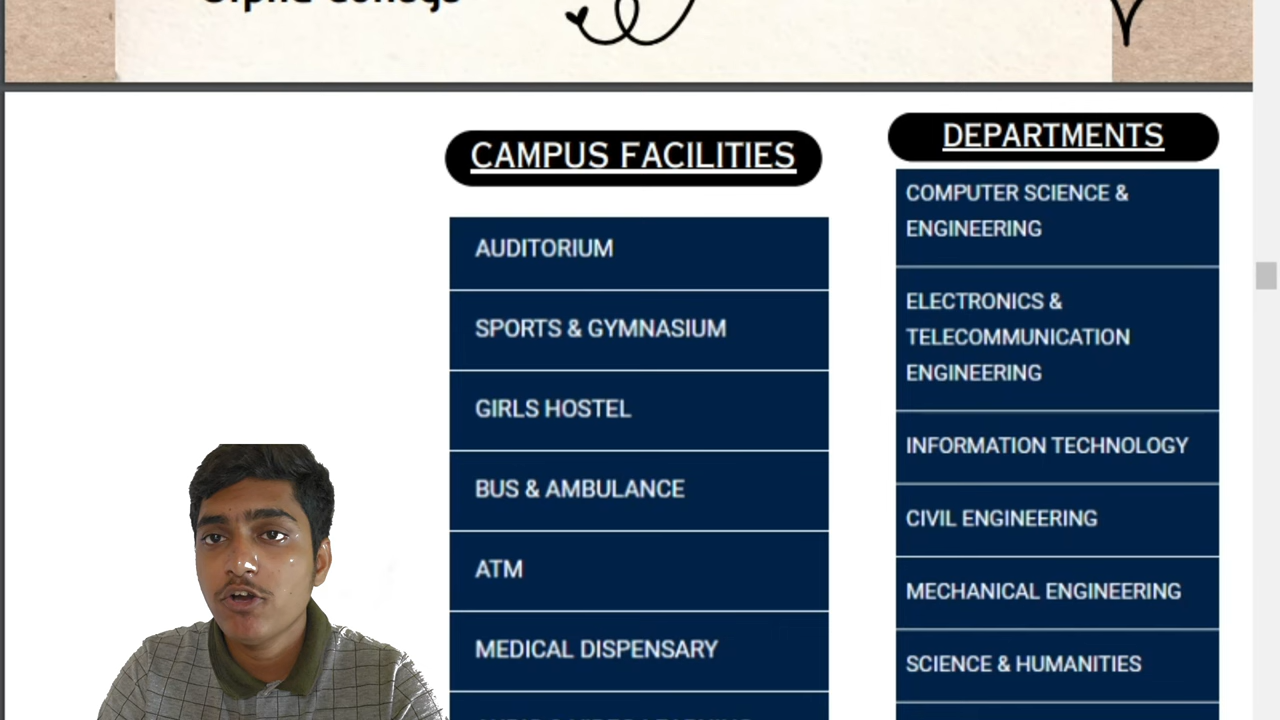 CAMPUS FACILITIES
AUDITORIUM
SPORTS & GYMNASIUM
GIRLS HOSTEL
BUS & AMBULANCE
ATM
MEDICAL DISPENSARY
DEPARTMENTS
COMPUTER SCIENCE &
ENGINEERING
ELECTRONICS &
TELECOMMUNICATION
ENGINEERING
INFORMATION TECHNOLOGY
CIVIL ENGINEERING
MECHANICAL ENGINEERING
SCIENCE & HUMANITIES